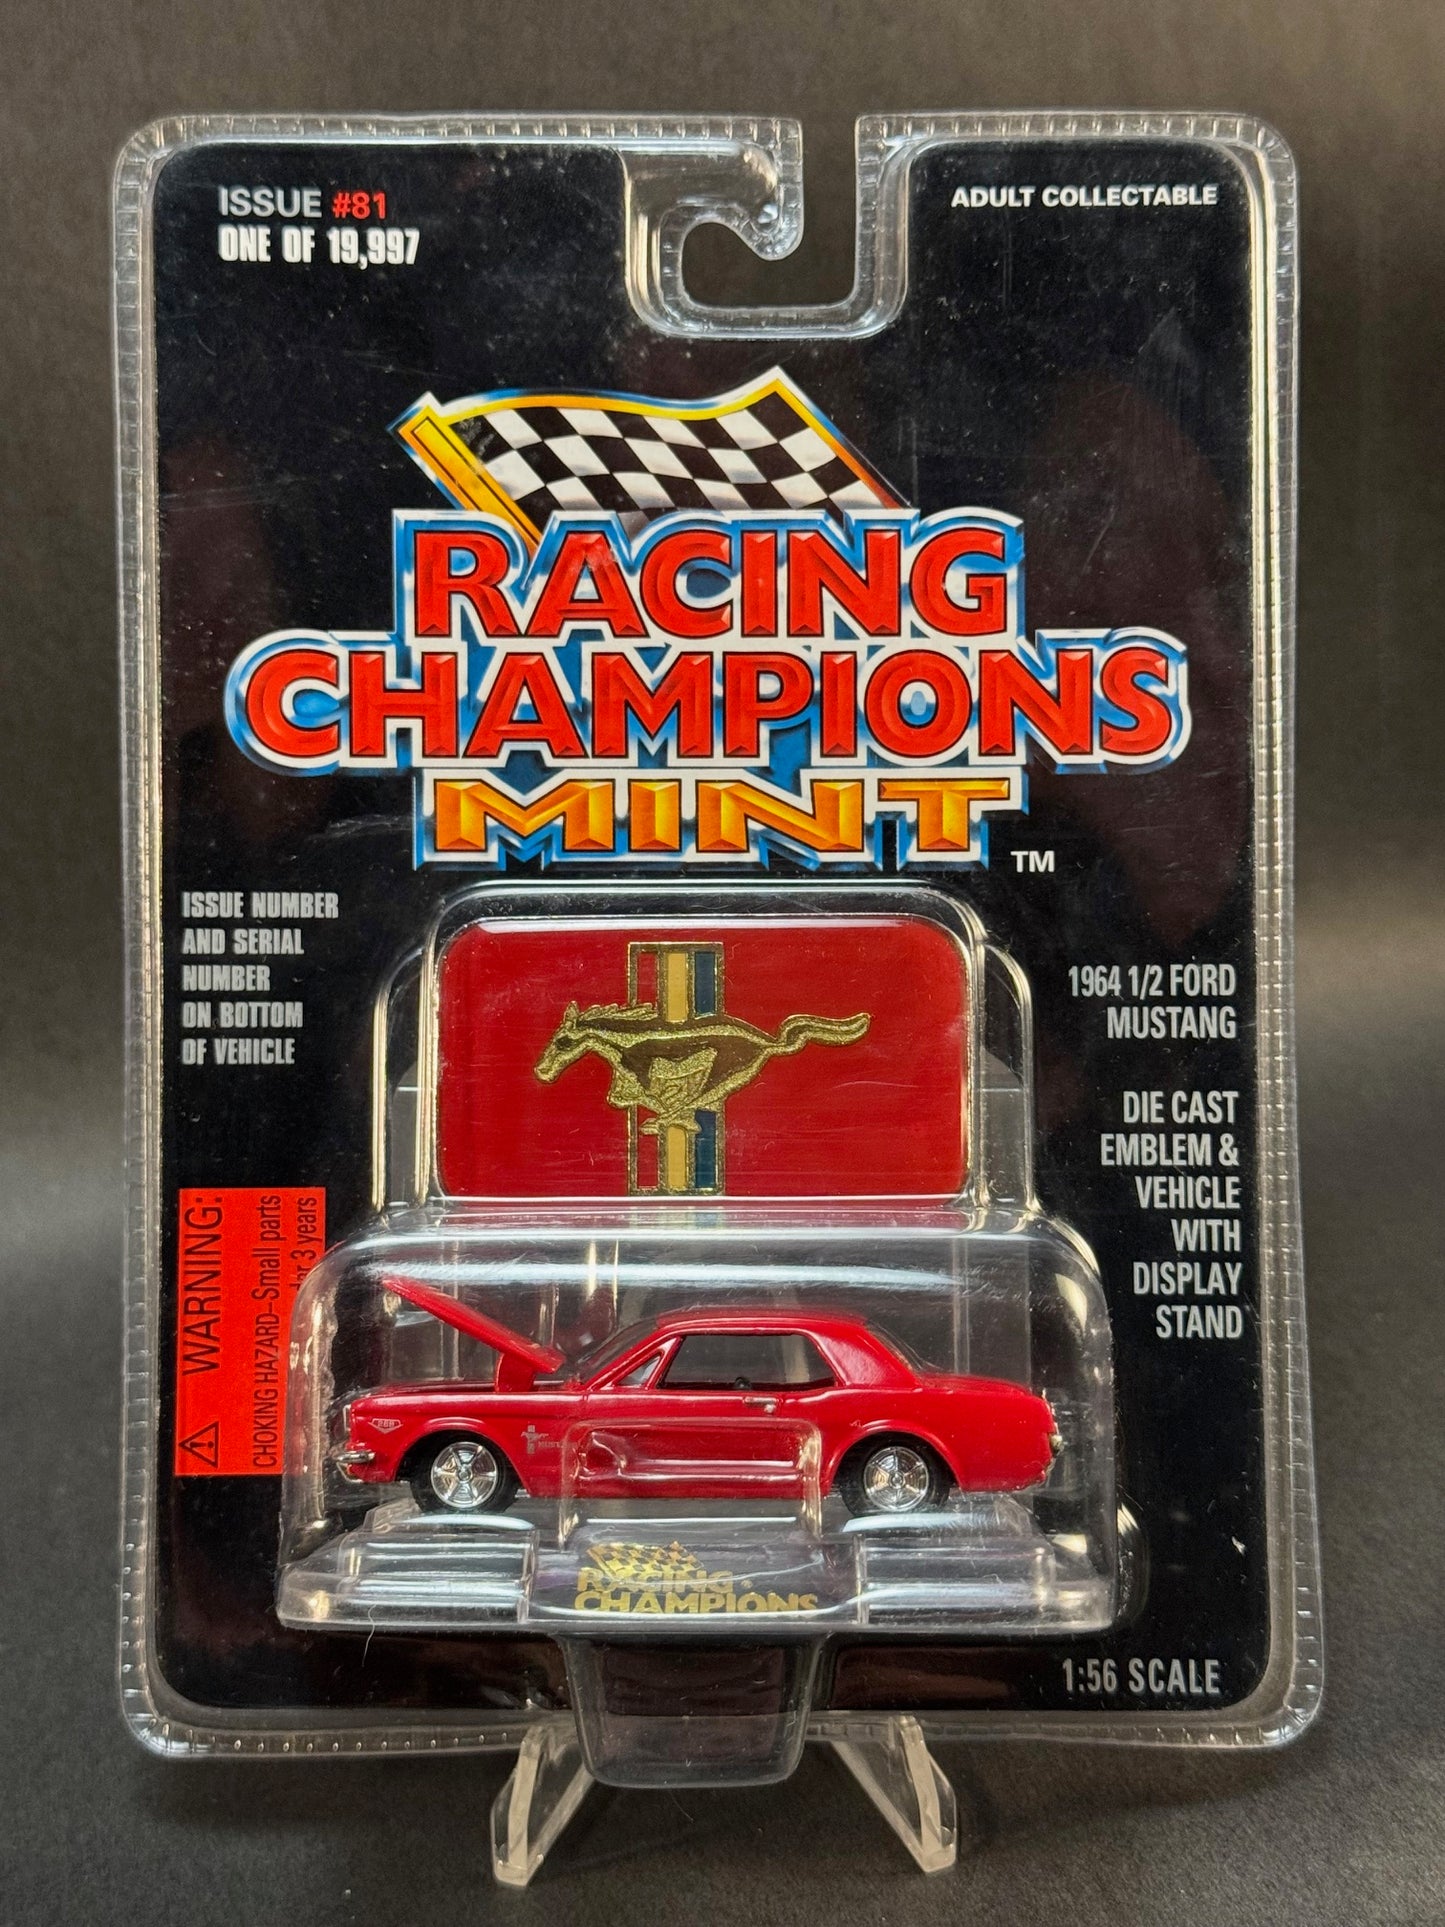 ISSUE #81
ONE OF 19,997
ADULT COLLECTABLE
RACING
CHAMPIONS
MINT
TM
ISSUE NUMBER
AND SERIAL
NUMBER
ON BOTTOM
OF VEHICLE
1964 1/2 FORD
MUSTANG
DIE CAST
EMBLEM &
VEHICLE
WITH
DISPLAY
STAND
WARNING:
CHOKING HAZARD–Small parts
3 years
RACING
CHAMPIONS
1:56 SCALE